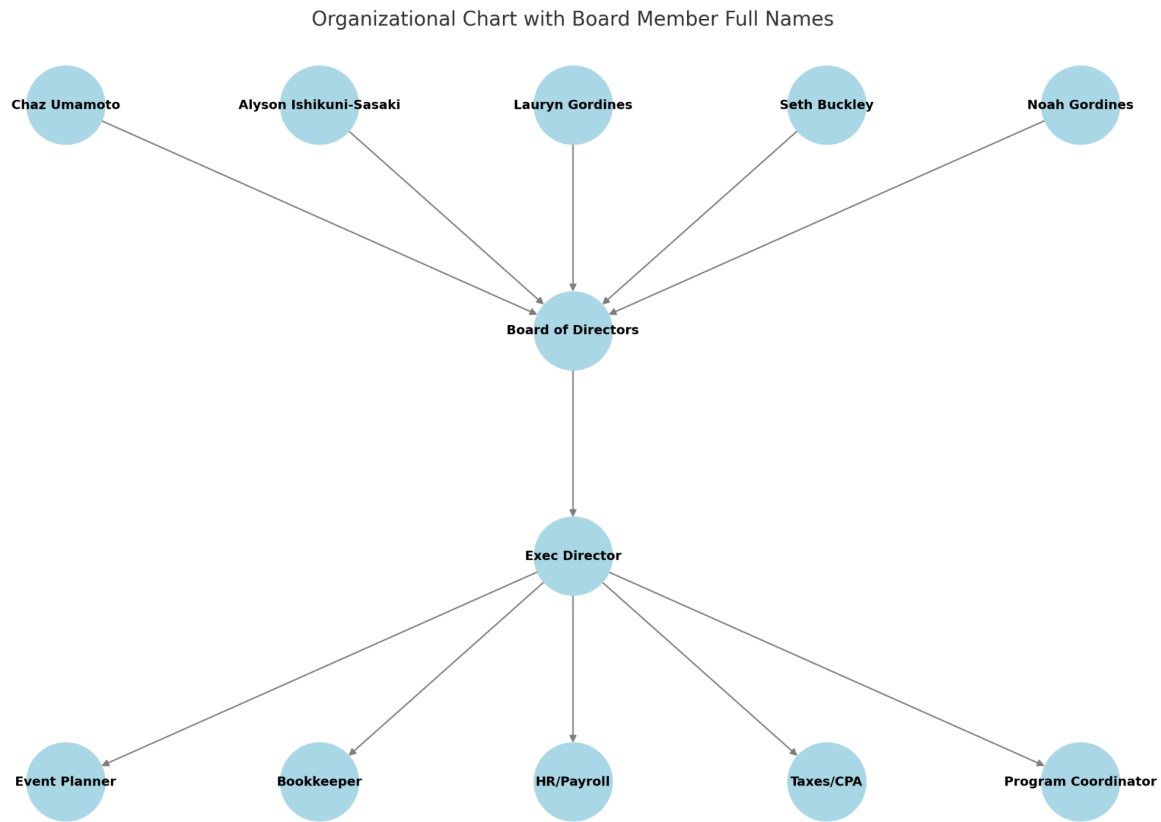 Organizational Chart with Board Member Full Names
Chaz Umamoto
Alyson Ishikuni-Sasaki
Lauryn Gordines
Seth Buckley
Noah Gordines
Board of Directors
Exec Director
Event Planner
Bookkeeper
HR/Payroll
Taxes/CPA
Program Coordinator